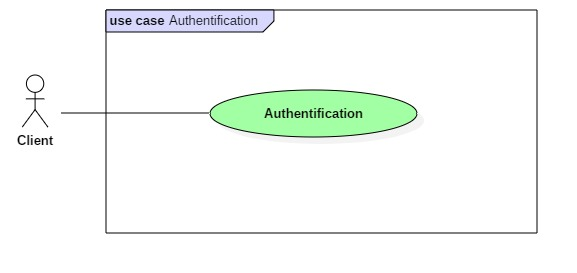 use case Authentification
Authentification
Client